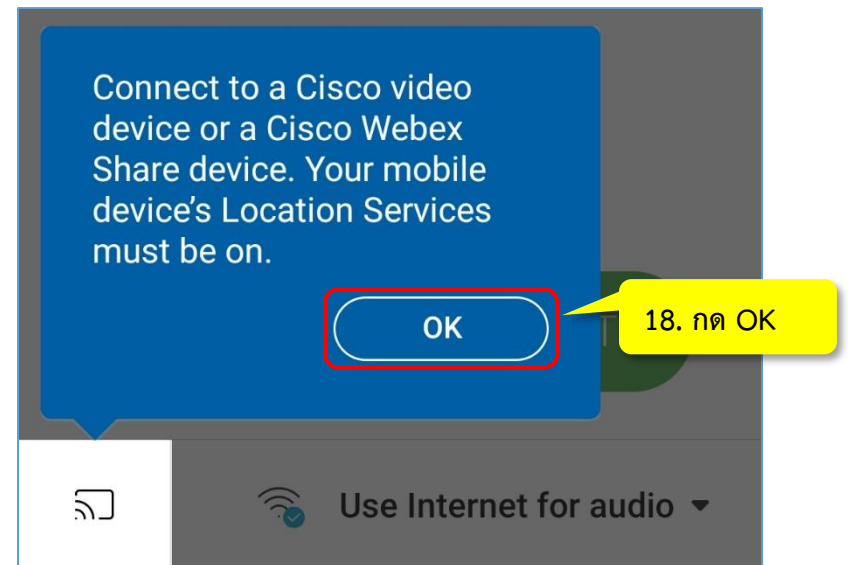 Connect to a Cisco video
device or a Cisco Webex
Share device. Your mobile
device's Location Services
must be on.
OK
18. กด OK
T
Use Internet for audio